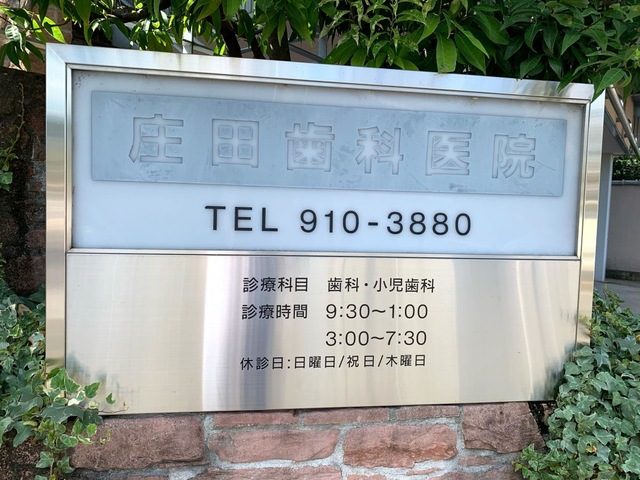 庄田歯科医院
TEL 910-3880
診療科目 歯科・小児歯科
診療時間 9:30～1:00
3:00～7:30
休診日:日曜日/祝日/木曜日